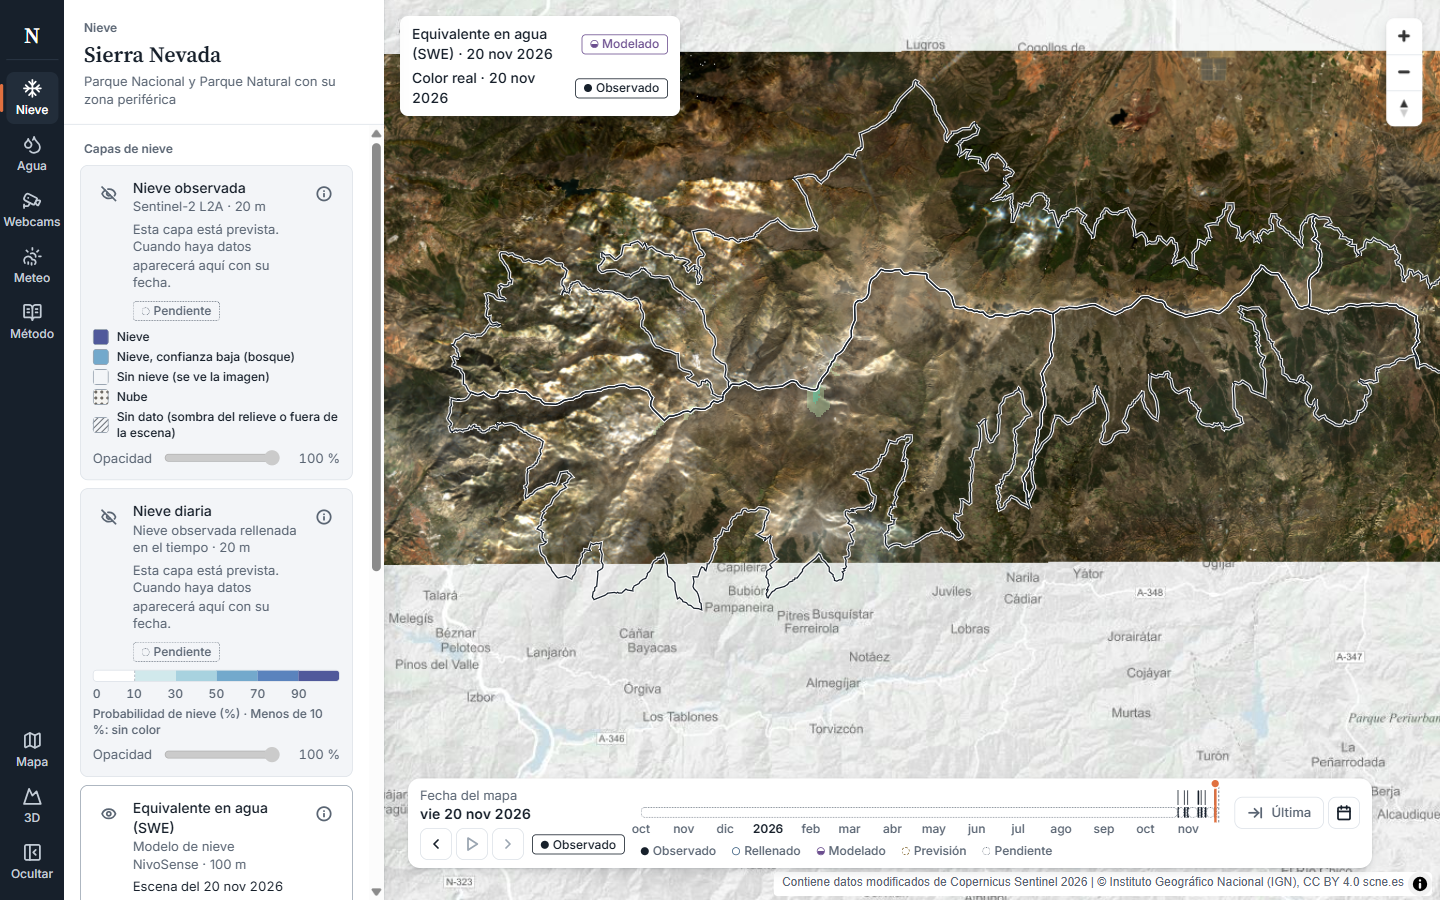 N
Nieve
Agua
Webcams
Meteo
Método
Mapa
3D
Ocultar
Nieve
Sierra Nevada
Parque Nacional y Parque Natural con su
zona periférica
Capas de nieve
Nieve observada
Sentinel-2 L2A · 20 m
Esta capa está prevista.
Cuando haya datos
aparecerá aquí con su
fecha.
Pendiente
Nieve
Nieve, confianza baja (bosque)
Sin nieve (se ve la imagen)
Nube
Sin dato (sombra del relieve o fuera de
la escena)
Opacidad 100 %
Nieve diaria
Nieve observada rellenada
en el tiempo · 20 m
Esta capa está prevista.
Cuando haya datos
aparecerá aquí con su
fecha.
Pendiente
0 10 30 50 70 90
Probabilidad de nieve (%) · Menos de 10
%: sin color
Opacidad 100 %
Equivalente en agua
(SWE)
Modelo de nieve
NivoSense · 100 m
Escena del 20 nov 2026
Equivalente en agua
(SWE) · 20 nov 2026
Modelado
Color real · 20 nov
2026
Observado
Lugros
Cogollos de
Capileira
Bubión
Pampaneira
Pitres
Busquístar
Ferreirola
Talará
Melegís
Béznar
Peloteos
Pinos del Valle
Izbor
Lanjarón
Cáñar
Bayacas
Órgiva
Los Tablones
A-346
Notáez
Almegíjar
Torvizcón
Juviles
Lobras
Narila
Cádiar
Yátor
Ugíjar
A-348
Jorairátar
Cojáyar
Murtas
Turón
A-347
Parque Periurban
La
Peñarrodada
Berja
Alcaudique
N-323
Fecha del mapa
vie 20 nov 2026
Observado
oct nov dic 2026 feb mar abr may jun jul ago sep oct nov
Observado Rellenado Modelado Previsión Pendiente
Última
Contiene datos modificados de Copernicus Sentinel 2026 | © Instituto Geográfico Nacional (IGN), CC BY 4.0 scne.es